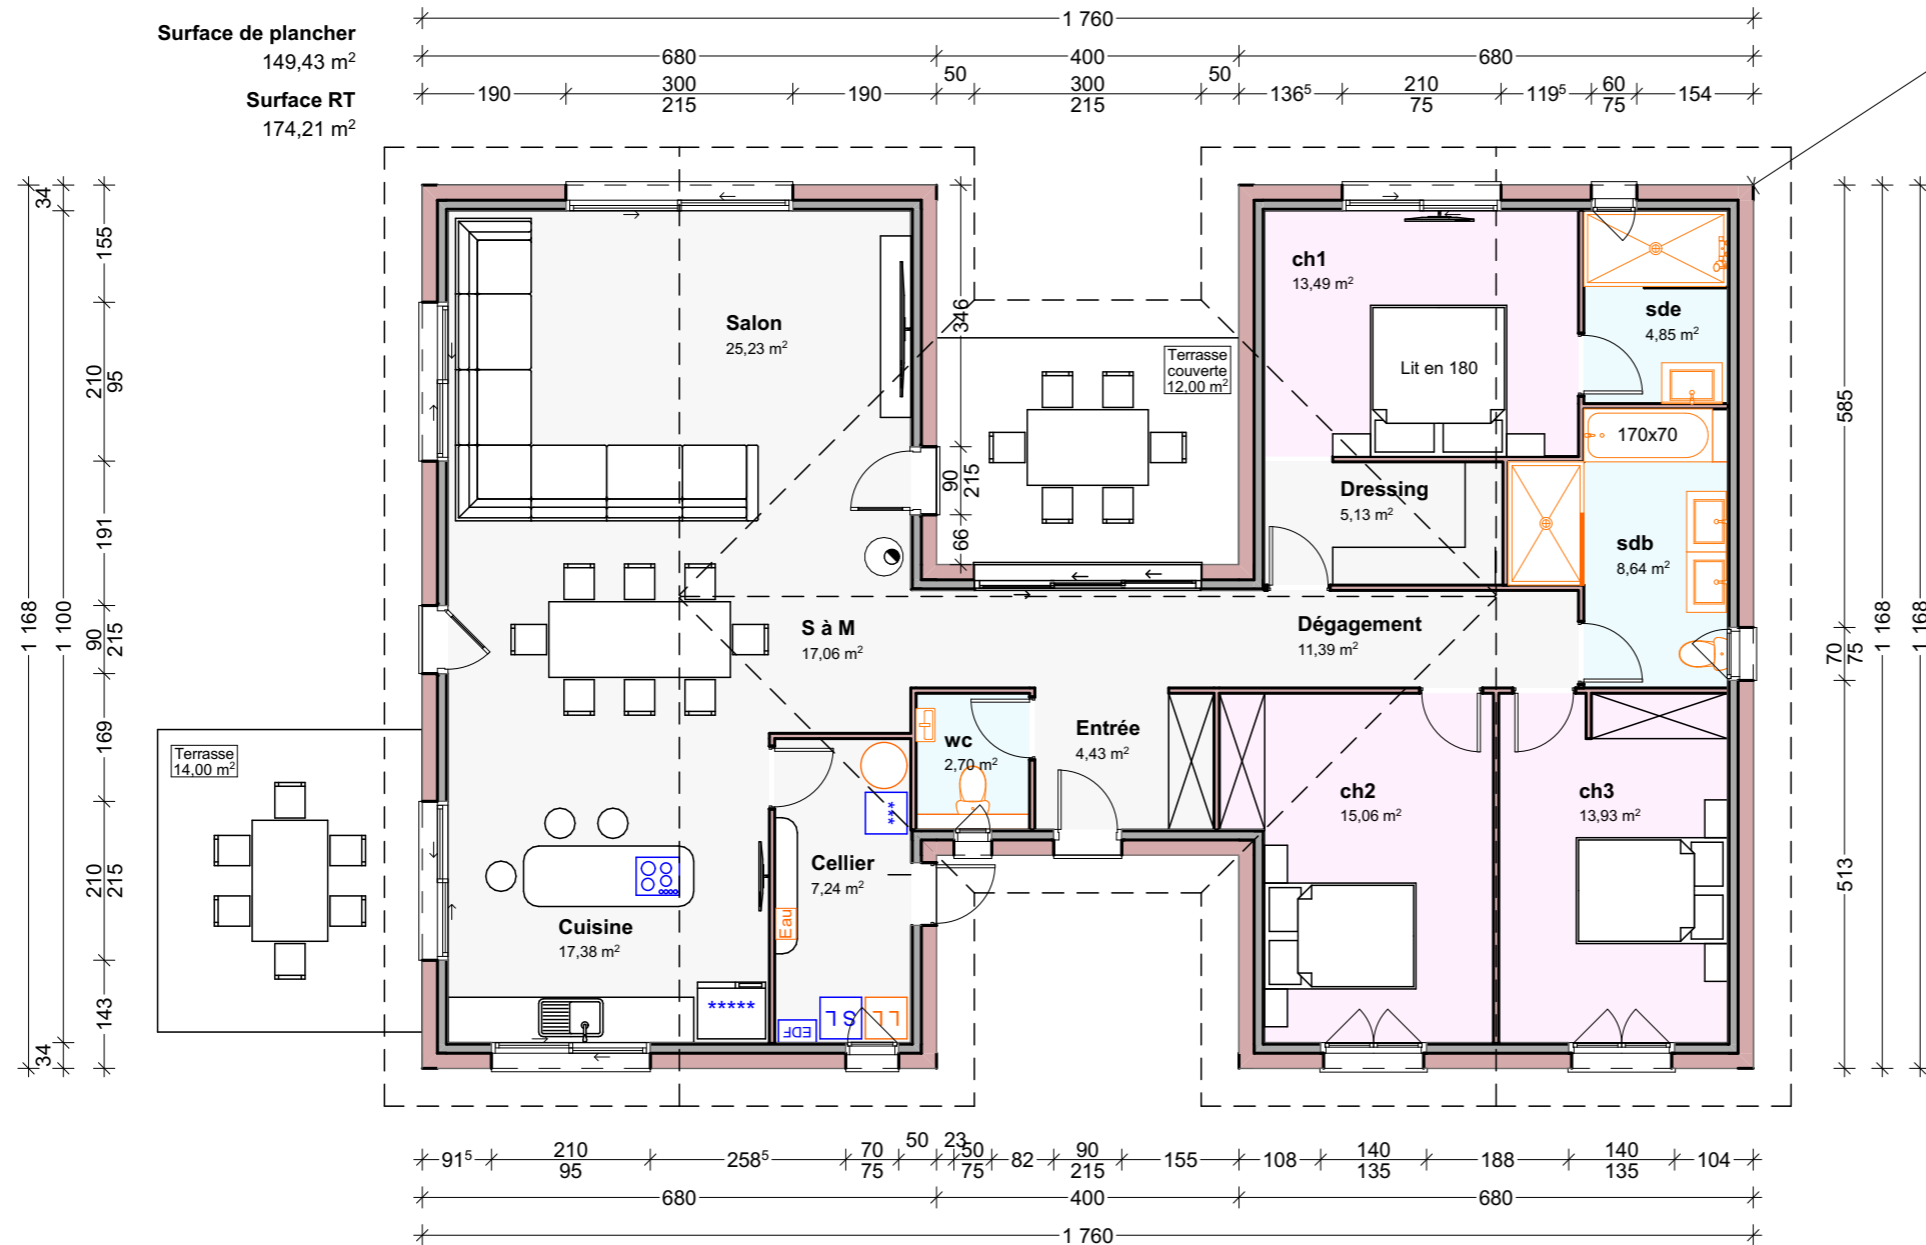 1 760
Surface de plancher
149,43 m²
680
400
680
Surface RT
174,21 m²
190
300
215
190
50
300
215
50
136⁵
210
75
119⁵
60
75
154
34
155
210
95
191
90
215
169
210
215
143
34
1 100
1 168
Salon
25,23 m²
346
90
215
66
Terrasse
couverte
12,00 m²
ch1
13,49 m²
Lit en 180
sde
4,85 m²
170x70
Dressing
5,13 m²
sdb
8,64 m²
S à M
17,06 m²
Dégagement
11,39 m²
Terrasse
14,00 m²
wc
2,70 m²
Entrée
4,43 m²
ch2
15,06 m²
ch3
13,93 m²
Cuisine
17,38 m²
Cellier
7,24 m²
***
Eau
*****
EDF
SL
LL
585
70
75
513
1 168
1 168
91⁵
210
95
258⁵
70
75
50
23
50
75
82
90
215
155
108
140
135
188
140
135
104
680
400
680
1 760